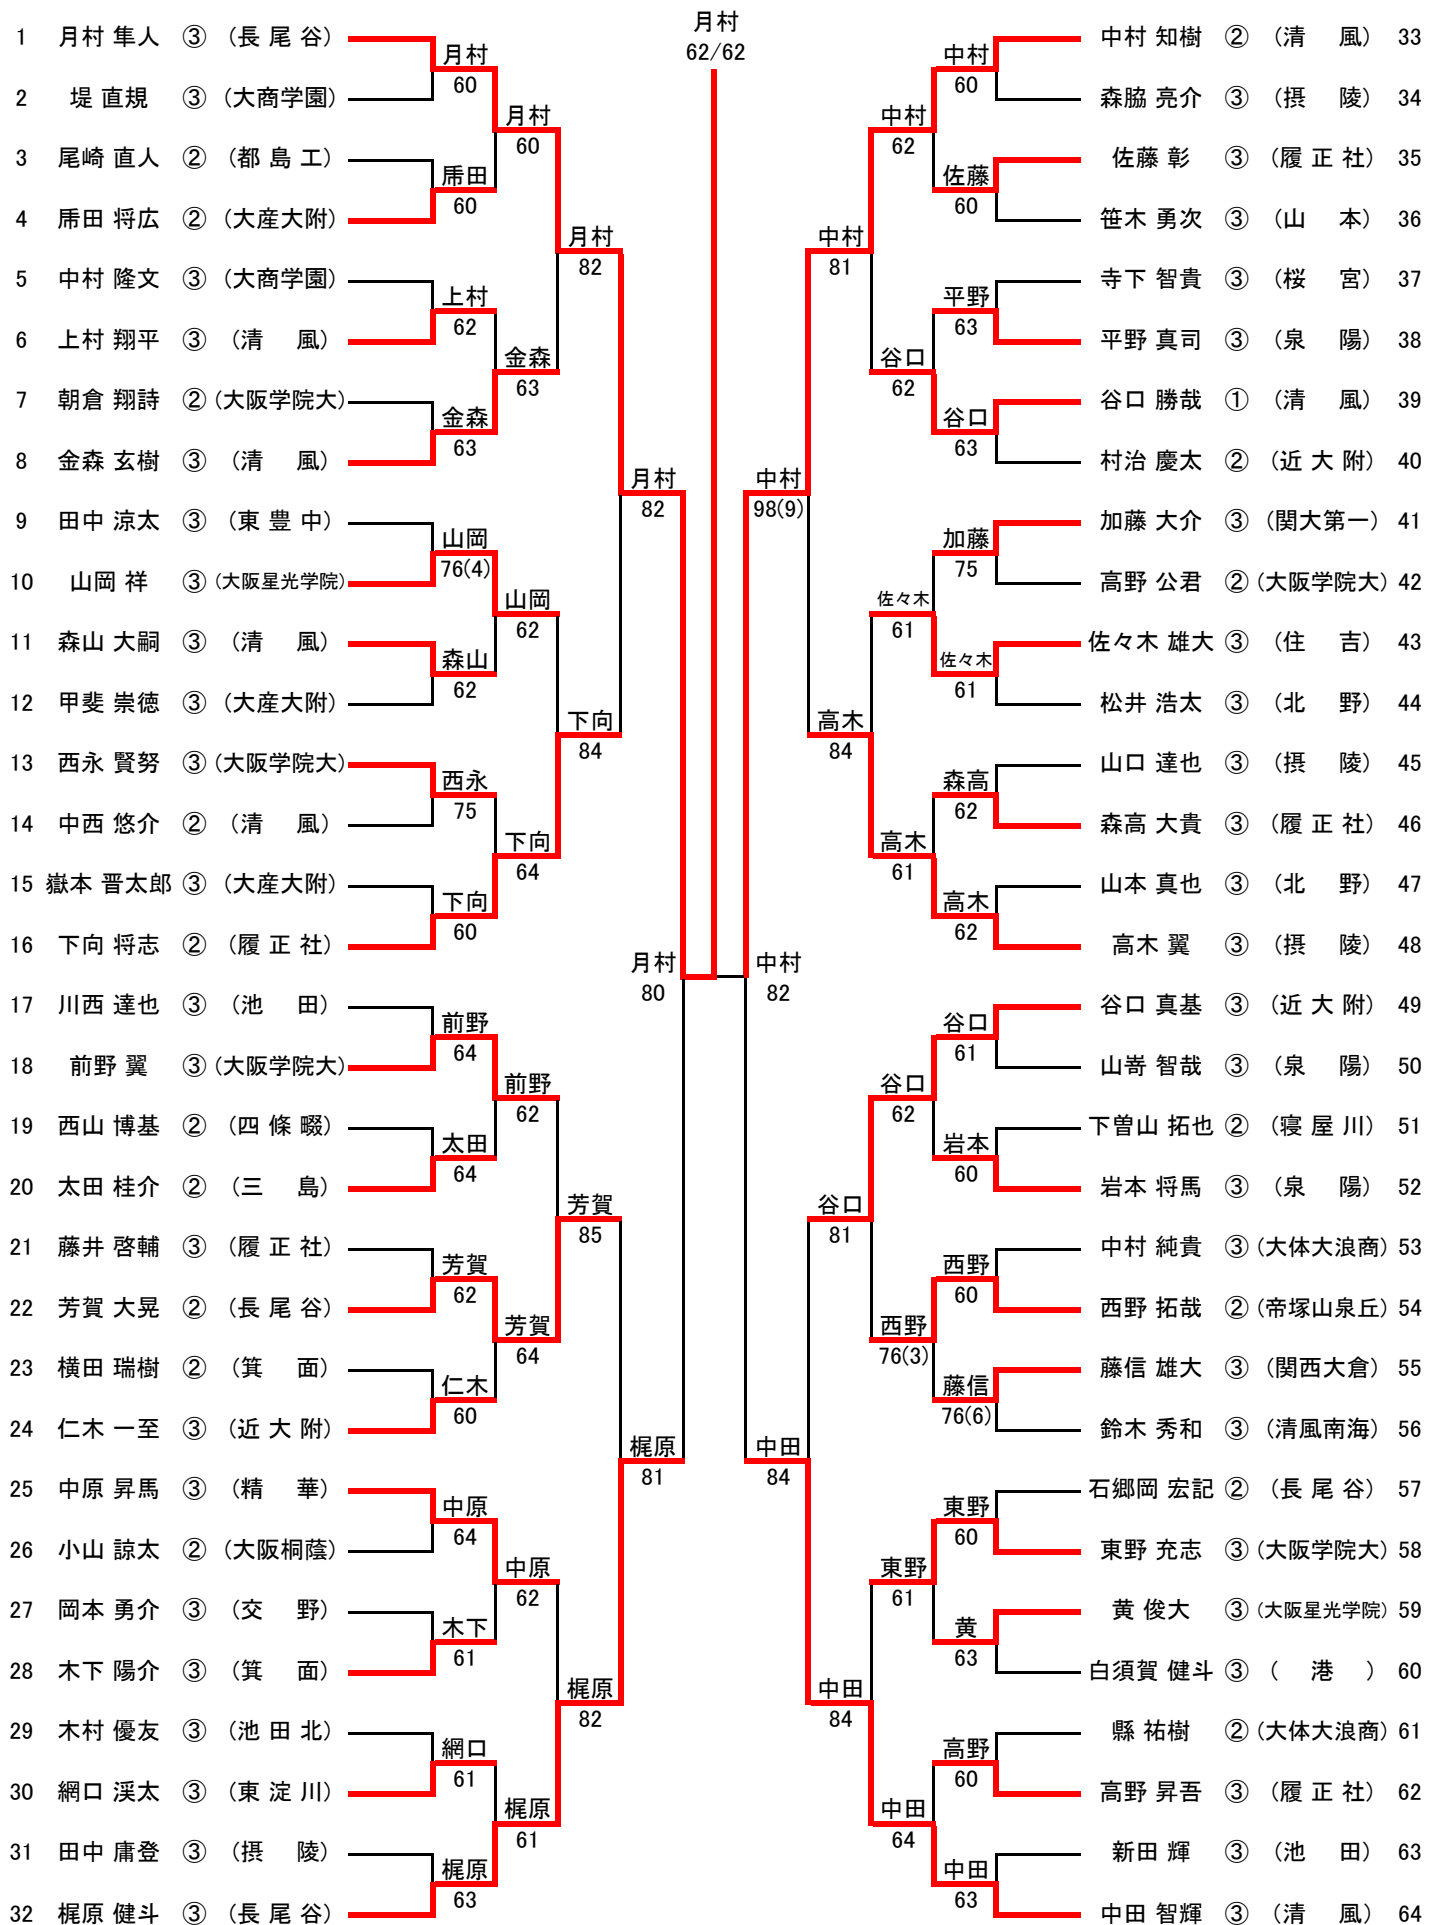 月村
62/62
1 月村 隼人 ③ (長 尾 谷)
月村
60
2 堤 直規 ③ (大商学園)
月村
60
3 尾崎 直人 ② (都 島 工)
帍田
60
4 帍田 将広 ② (大産大附)
月村
82
5 中村 隆文 ③ (大商学園)
上村
62
6 上村 翔平 ③ (清 風)
金森
63
7 朝倉 翔詩 ② (大阪学院大)
金森
63
8 金森 玄樹 ③ (清 風)
月村
82
9 田中 涼太 ③ (東 豊 中)
山岡
76(4)
10 山岡 祥 ③ (大阪星光学院)
山岡
62
11 森山 大嗣 ③ (清 風)
森山
62
12 甲斐 崇徳 ③ (大産大附)
下向
84
13 西永 賢努 ③ (大阪学院大)
西永
75
14 中西 悠介 ② (清 風)
下向
64
15 嶽本 晋太郎 ③ (大産大附)
下向
60
16 下向 将志 ② (履 正 社)
月村
80
17 川西 達也 ③ (池 田)
前野
64
18 前野 翼 ③ (大阪学院大)
前野
62
19 西山 博基 ② (四 條 畷)
太田
64
20 太田 桂介 ② (三 島)
芳賀
85
21 藤井 啓輔 ③ (履 正 社)
芳賀
62
22 芳賀 大晃 ② (長 尾 谷)
芳賀
64
23 横田 瑞樹 ② (箕 面)
仁木
60
24 仁木 一至 ③ (近 大 附)
梶原
81
25 中原 昇馬 ③ (精 華)
中原
64
26 小山 諒太 ② (大阪桐蔭)
中原
62
27 岡本 勇介 ③ (交 野)
木下
61
28 木下 陽介 ③ (箕 面)
梶原
82
29 木村 優友 ③ (池 田 北)
網口
61
30 網口 渓太 ③ (東 淀 川)
梶原
61
31 田中 庸登 ③ (摂 陵)
梶原
63
32 梶原 健斗 ③ (長 尾 谷)
中村 知樹 ② (清 風) 33
中村
60
森脇 亮介 ③ (摂 陵) 34
中村
62
佐藤 彰 ③ (履 正 社) 35
佐藤
60
笹木 勇次 ③ (山 本) 36
中村
81
寺下 智貴 ③ (桜 宮) 37
平野
63
平野 真司 ③ (泉 陽) 38
谷口
62
谷口 勝哉 ① (清 風) 39
谷口
63
村治 慶太 ② (近 大 附) 40
中村
98(9)
加藤 大介 ③ (関大第一) 41
加藤
75
高野 公君 ② (大阪学院大) 42
佐々木
61
佐々木 雄大 ③ (住 吉) 43
佐々木
61
松井 浩太 ③ (北 野) 44
高木
84
山口 達也 ③ (摂 陵) 45
森高
62
森高 大貴 ③ (履 正 社) 46
高木
61
山本 真也 ③ (北 野) 47
高木
62
高木 翼 ③ (摂 陵) 48
中村
82
谷口 真基 ③ (近 大 附) 49
谷口
61
山嵜 智哉 ③ (泉 陽) 50
谷口
62
下曽山 拓也 ② (寝 屋 川) 51
岩本
60
岩本 将馬 ③ (泉 陽) 52
谷口
81
中村 純貴 ③ (大体大浪商) 53
西野
60
西野 拓哉 ② (帝塚山泉丘) 54
西野
76(3)
藤信 雄大 ③ (関西大倉) 55
藤信
76(6)
鈴木 秀和 ③ (清風南海) 56
中田
84
石郷岡 宏記 ② (長 尾 谷) 57
東野
60
東野 充志 ③ (大阪学院大) 58
東野
61
黄 俊大 ③ (大阪星光学院) 59
黄
63
白須賀 健斗 ③ ( 港 ) 60
中田
84
縣 祐樹 ② (大体大浪商) 61
高野
60
高野 昇吾 ③ (履 正 社) 62
中田
64
新田 輝 ③ (池 田) 63
中田
63
中田 智輝 ③ (清 風) 64